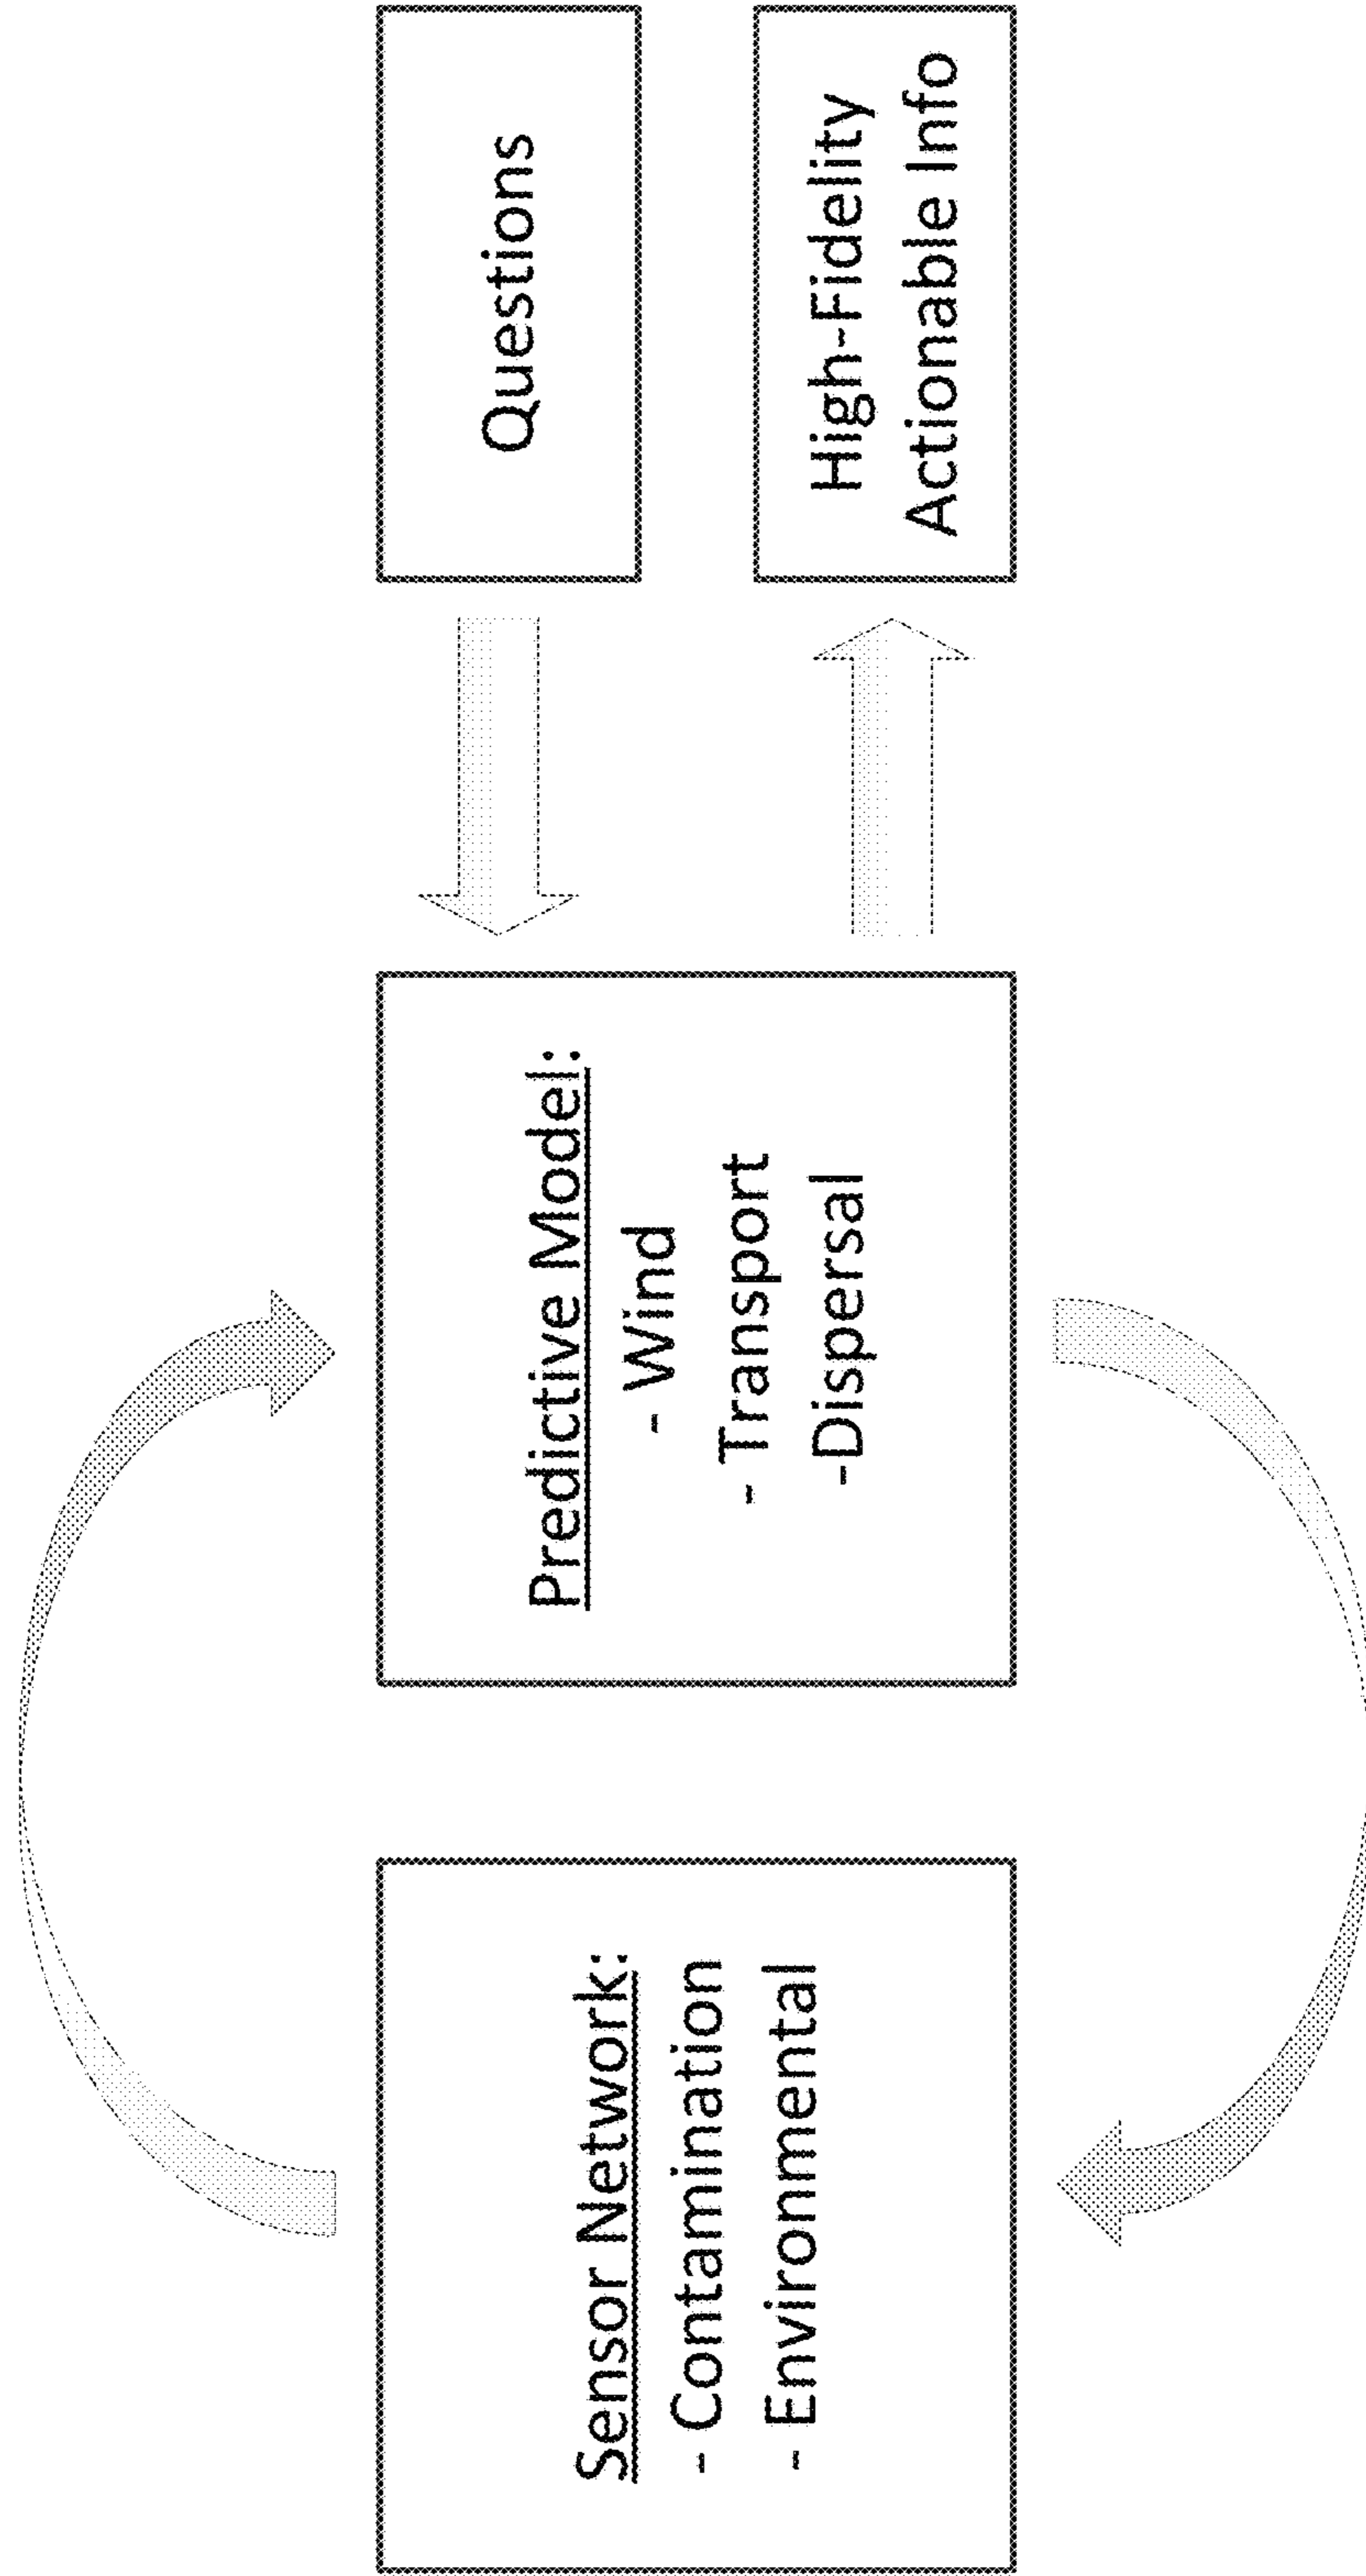 Sensor Network:
- Contamination
- Environmental
Predictive Model:
- Wind
- Transport
-Dispersal
Questions
High-Fidelity
Actionable Info